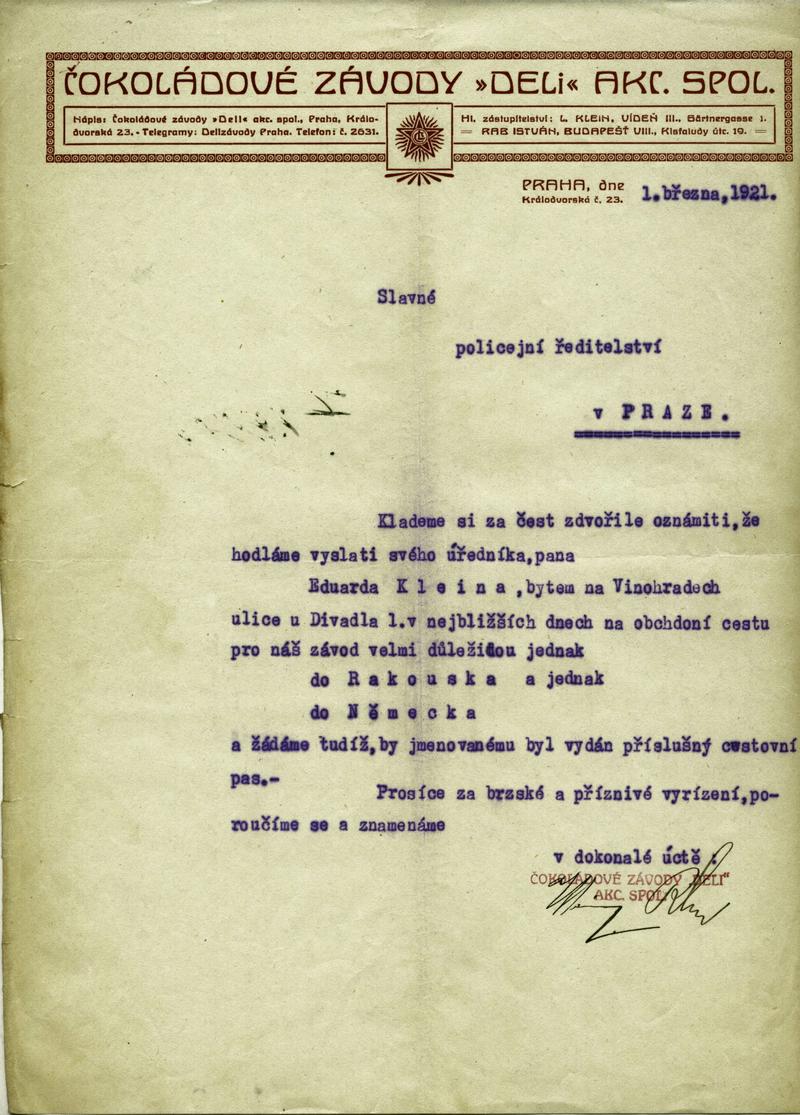 ČOKOLÁDOVÉ ZÁVODY »DELI« AKC. SPOL.
Nápis: Čokoládové závody »Deli« akc. spol., Praha, Králo-
dvorská 23. - Telegramy: Delizávody Praha. Telefon: č. 2631.
Hl. zástupitelství: L. KLEIN, VÍDEŇ III., Gärtnergasse 1.
RAB ISTVÁN, BUDAPEŠŤ VIII., Kisfaludy útc. 19.
PRAHA, dne
Králodvorská č. 23.
1.března,1921.
Slavné
policejní ředitelství
v PRAZE.
Klademe si za čest zdvořile oznámiti,že
hodláme vyslati svého úředníka,pana
Eduarda Kleina,bytem na Vinohradech
ulice u Divadla 1.v nejbližších dnech na obchdoní cestu
pro náš závod velmi důležitou jednak
do Rakouska a jednak
do Německa
a žádáme tudíž,by jmenovanému byl vydán příslušný cestovní
pas.-
Prosíce za brzské a příznivé vyrízení,po-
roučíme se a znamenáme
v dokonalé úctě :
ČOKOLÁDOVÉ ZÁVODY „DELI"
AKC. SPOL.